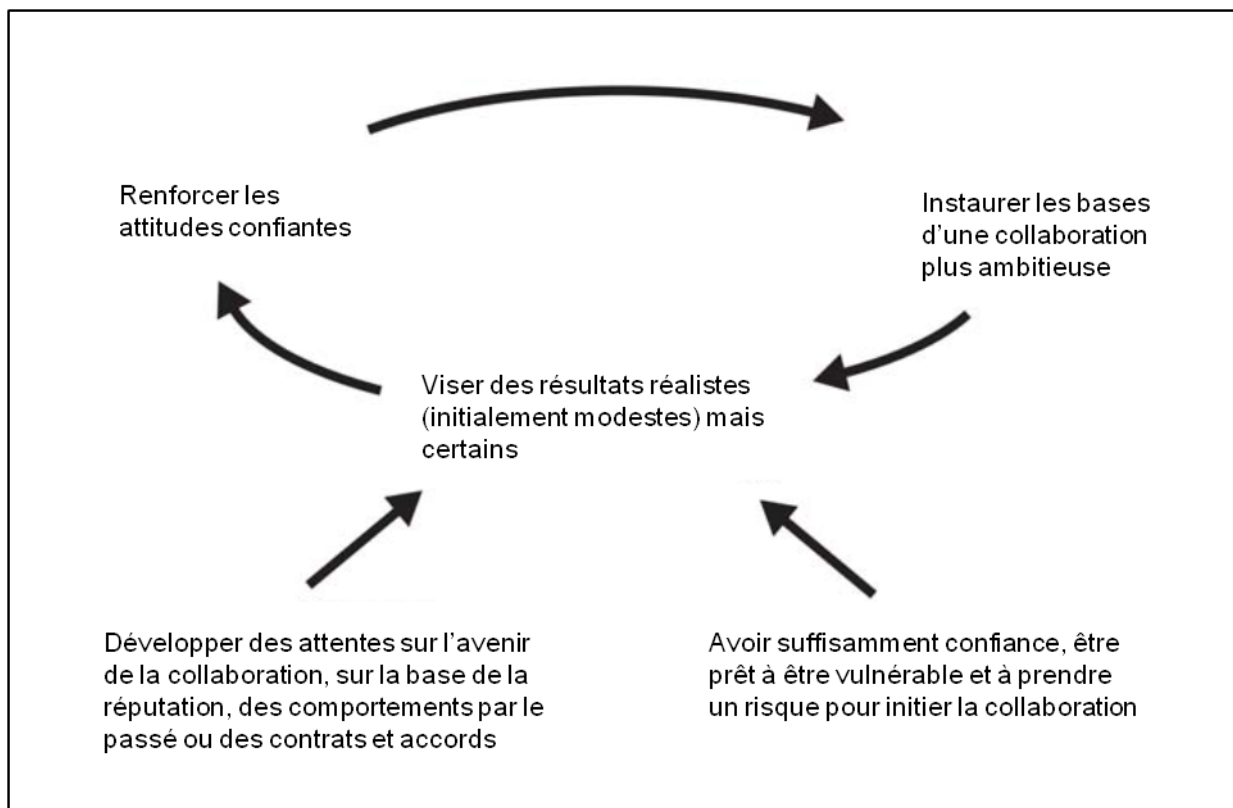 Renforcer les
attitudes confiantes
Instaurer les bases
d'une collaboration
plus ambitieuse
Viser des résultats réalistes
(initialement modestes) mais
certains
Développer des attentes sur l'avenir
de la collaboration, sur la base de la
réputation, des comportements par le
passé ou des contrats et accords
Avoir suffisamment confiance, être
prêt à être vulnérable et à prendre
un risque pour initier la collaboration